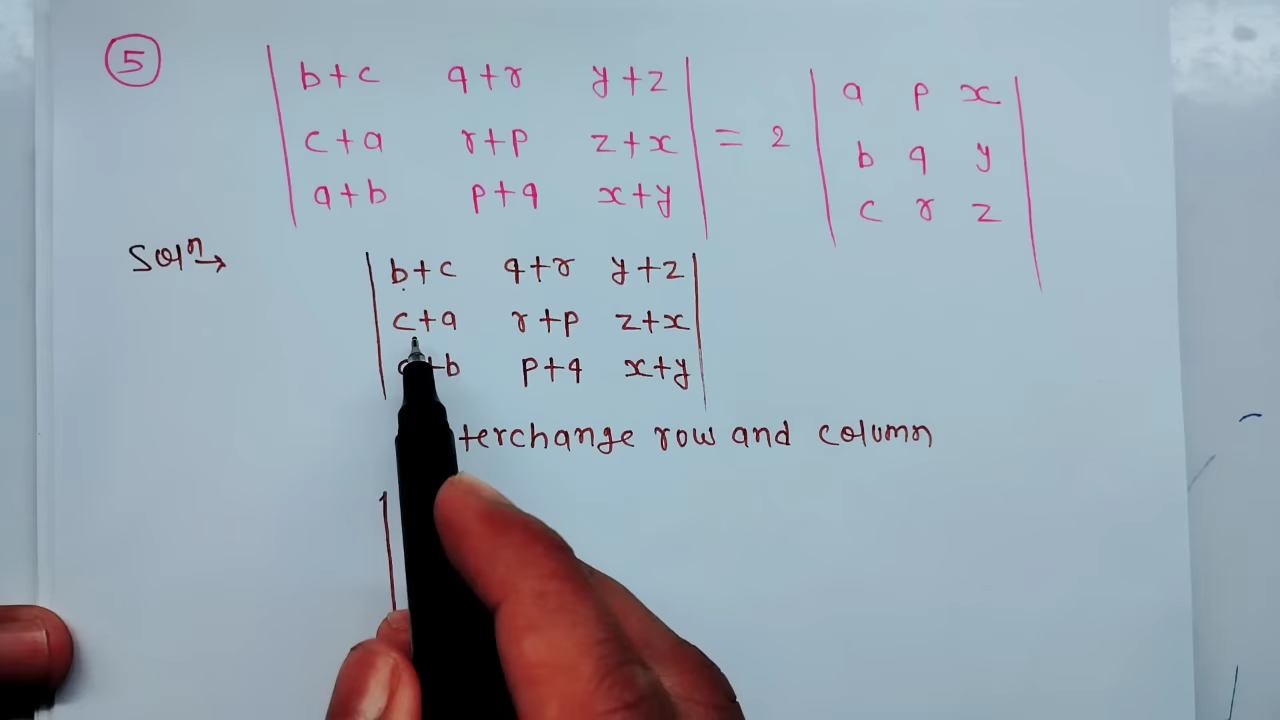 ⑤ | b+c q+r y+z | = 2 | a p x |
| c+a r+p z+x | | b q y |
| a+b p+q x+y | | c r z |
Solⁿ→ | b+c q+r y+z |
| c+a r+p z+x |
| +b p+q x+y |
terchange row and column